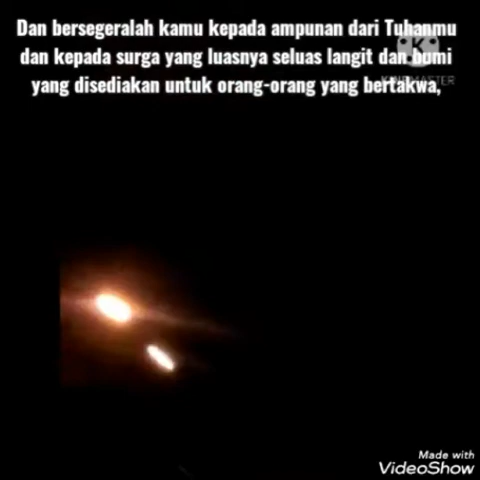 Dan bersegeralah kamu kepada ampunan dari Tuhanmu
dan kepada surga yang luasnya seluas langit dan bumi
yang disediakan untuk orang-orang yang bertakwa,
K
KINEMASTER
Made with
VideoShow